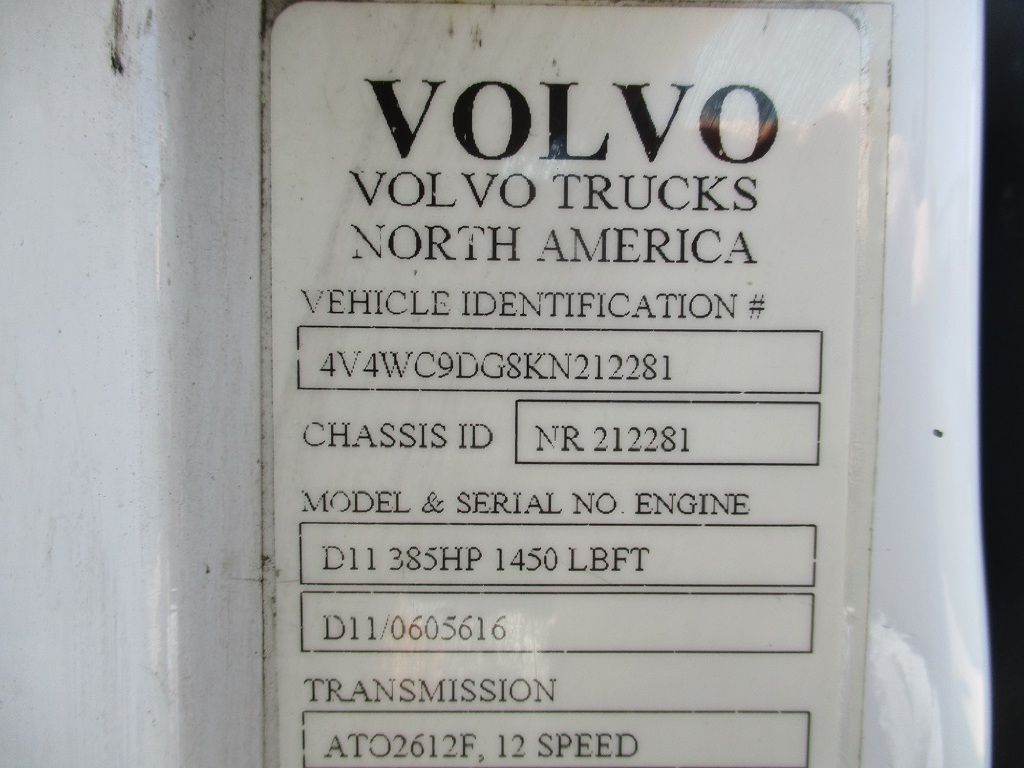 VOLVO
VOLVO TRUCKS
NORTH AMERICA
VEHICLE IDENTIFICATION #
4V4WC9DG8KN212281
CHASSIS ID NR 212281
MODEL & SERIAL NO. ENGINE
D11 385HP 1450 LBFT
D11/0605616
TRANSMISSION
ATO2612F, 12 SPEED